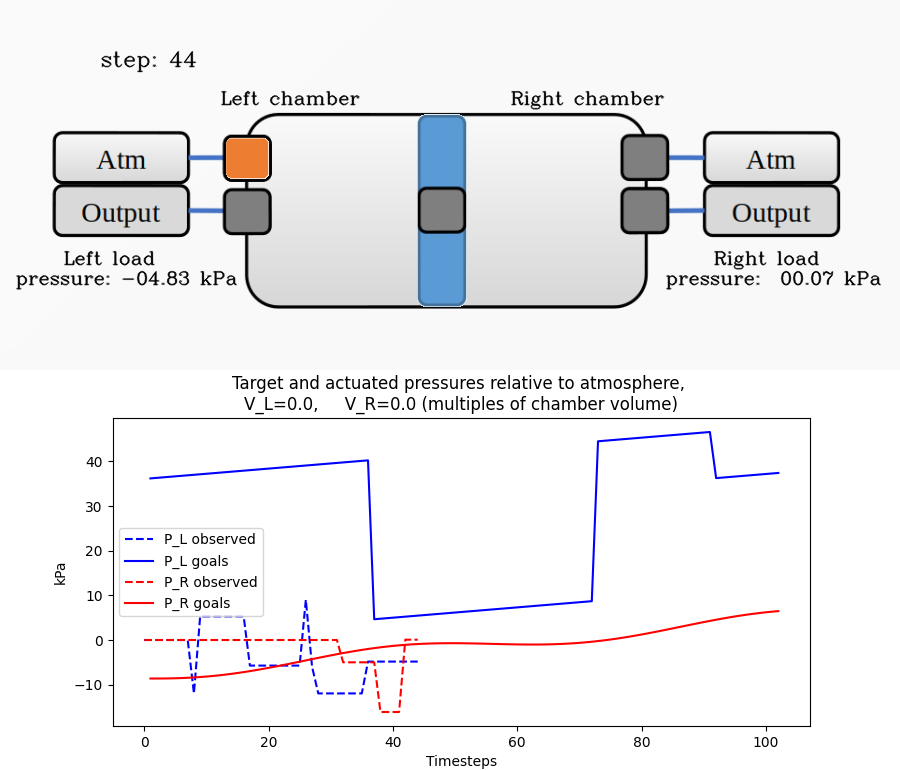 step: 44
Left chamber
Right chamber
Atm
Atm
Output
Output
Left load
pressure: −04.83 kPa
Right load
pressure:  00.07 kPa
Target and actuated pressures relative to atmosphere,
V_L=0.0,     V_R=0.0 (multiples of chamber volume)
kPa
40
30
20
10
0
−10
P_L observed
P_L goals
P_R observed
P_R goals
0
20
40
60
80
100
Timesteps